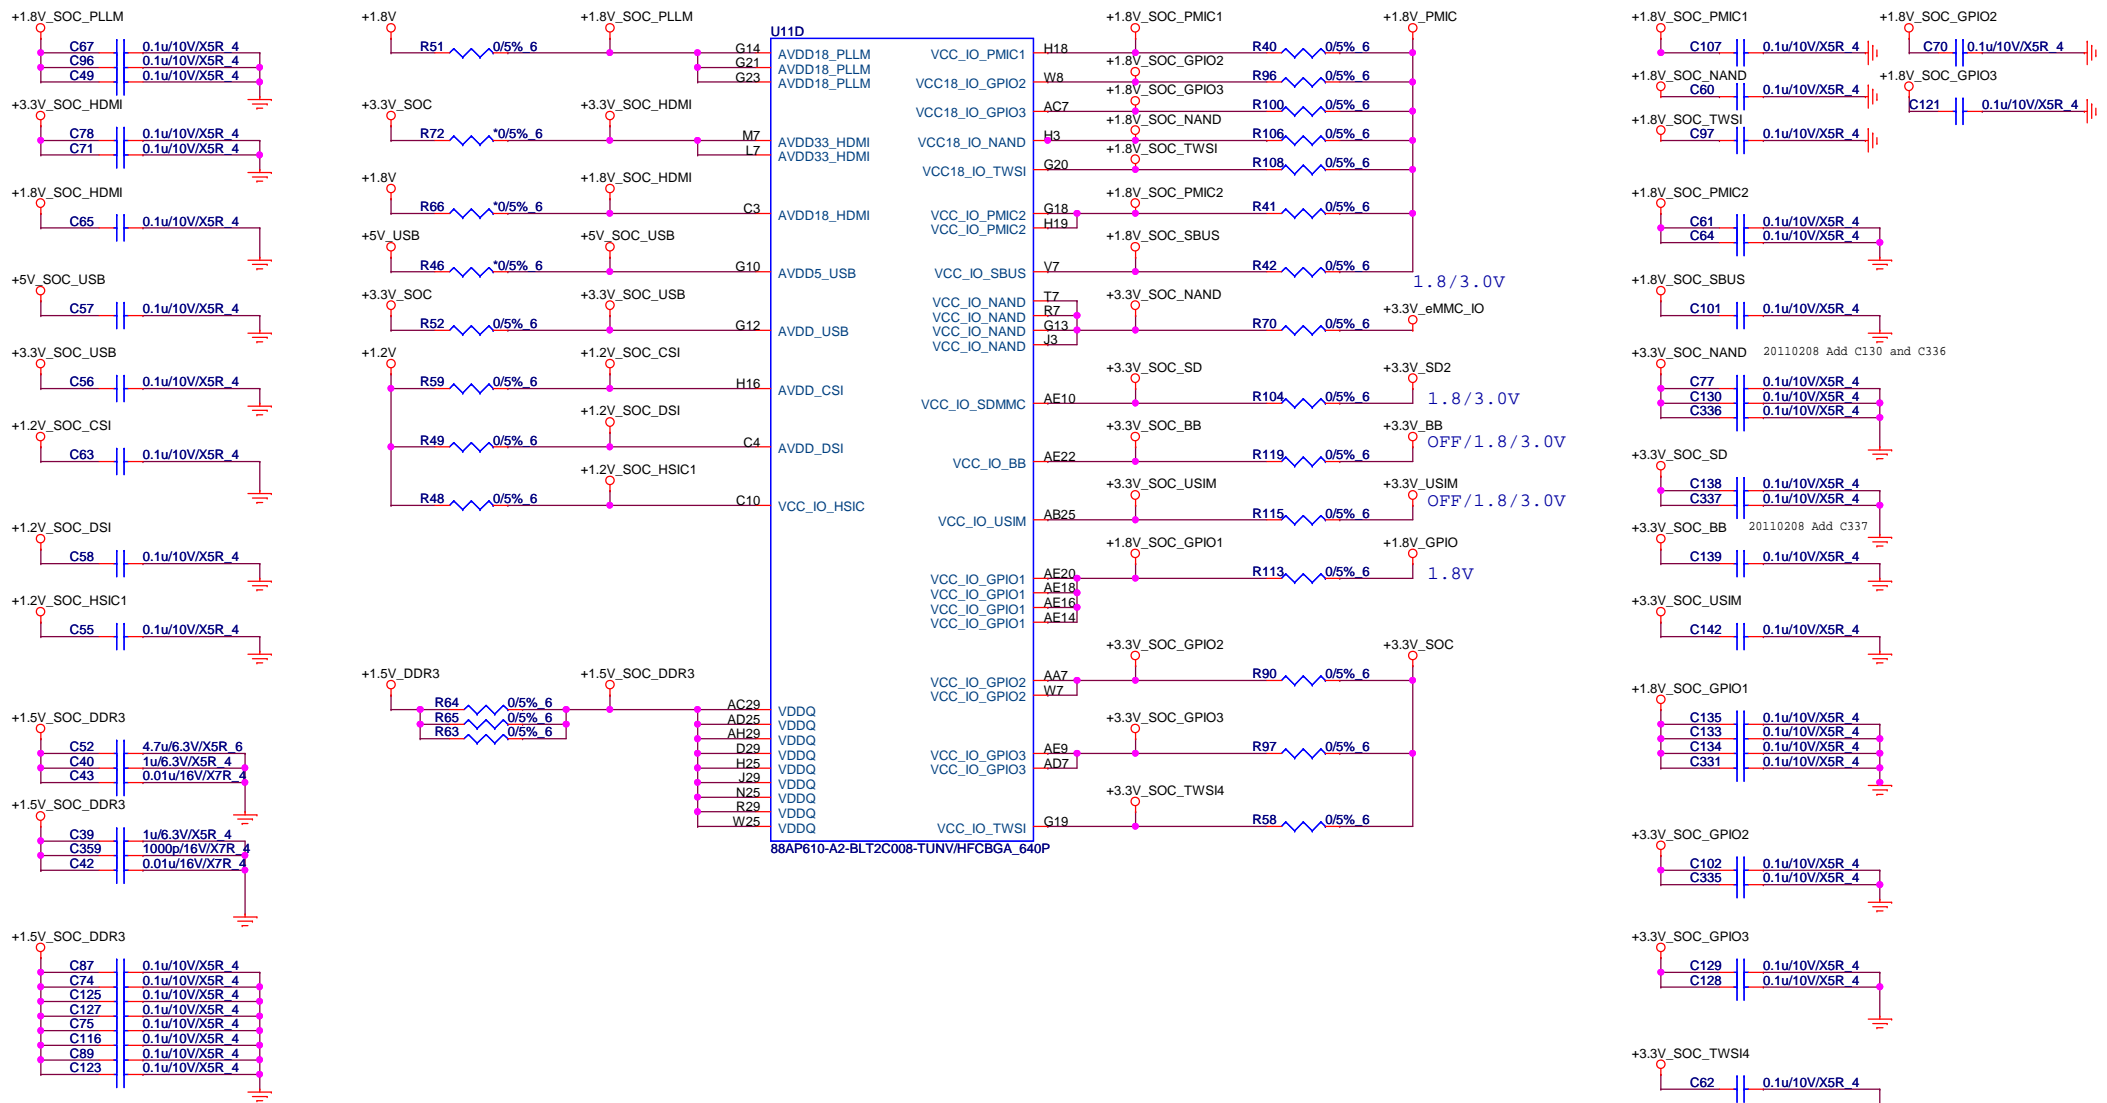 +1.8V_SOC_PLLM
C67 0.1u/10V/X5R_4
C96 0.1u/10V/X5R_4
C49 0.1u/10V/X5R_4
+3.3V_SOC_HDMI
C78 0.1u/10V/X5R_4
C71 0.1u/10V/X5R_4
+1.8V_SOC_HDMI
C65 0.1u/10V/X5R_4
+5V_SOC_USB
C57 0.1u/10V/X5R_4
+3.3V_SOC_USB
C56 0.1u/10V/X5R_4
+1.2V_SOC_CSI
C63 0.1u/10V/X5R_4
+1.2V_SOC_DSI
C58 0.1u/10V/X5R_4
+1.2V_SOC_HSIC1
C55 0.1u/10V/X5R_4
+1.5V_SOC_DDR3
C52 4.7u/6.3V/X5R_6
C40 1u/6.3V/X5R_4
C43 0.01u/16V/X7R_4
+1.5V_SOC_DDR3
C39 1u/6.3V/X5R_4
C359 1000p/16V/X7R_4
C42 0.01u/16V/X7R_4
+1.5V_SOC_DDR3
C87 0.1u/10V/X5R_4
C74 0.1u/10V/X5R_4
C125 0.1u/10V/X5R_4
C127 0.1u/10V/X5R_4
C75 0.1u/10V/X5R_4
C116 0.1u/10V/X5R_4
C89 0.1u/10V/X5R_4
C123 0.1u/10V/X5R_4
+1.8V +1.8V_SOC_PLLM
R51 0/5%_6
+3.3V_SOC +3.3V_SOC_HDMI
R72 *0/5%_6
+1.8V +1.8V_SOC_HDMI
R66 *0/5%_6
+5V_USB +5V_SOC_USB
R46 *0/5%_6
+3.3V_SOC +3.3V_SOC_USB
R52 0/5%_6
+1.2V +1.2V_SOC_CSI
R59 0/5%_6
+1.2V_SOC_DSI
R49 0/5%_6
+1.2V_SOC_HSIC1
R48 0/5%_6
+1.5V_DDR3 +1.5V_SOC_DDR3
R64 0/5%_6
R65 0/5%_6
R63 0/5%_6
U11D
G14 AVDD18_PLLM
G21 AVDD18_PLLM
G23 AVDD18_PLLM
M7 AVDD33_HDMI
L7 AVDD33_HDMI
C3 AVDD18_HDMI
G10 AVDD5_USB
G12 AVDD_USB
H16 AVDD_CSI
C4 AVDD_DSI
C10 VCC_IO_HSIC
AC29 VDDQ
AD25 VDDQ
AH29 VDDQ
D29 VDDQ
H25 VDDQ
J29 VDDQ
N25 VDDQ
R29 VDDQ
W25 VDDQ
VCC_IO_PMIC1 H18
VCC18_IO_GPIO2 W8
VCC18_IO_GPIO3 AC7
VCC18_IO_NAND H3
VCC18_IO_TWSI G20
VCC_IO_PMIC2 G18
VCC_IO_PMIC2 H19
VCC_IO_SBUS V7
VCC_IO_NAND T7
VCC_IO_NAND R7
VCC_IO_NAND G13
VCC_IO_NAND J3
VCC_IO_SDMMC AE10
VCC_IO_BB AE22
VCC_IO_USIM AB25
VCC_IO_GPIO1 AE20
VCC_IO_GPIO1 AE18
VCC_IO_GPIO1 AE16
VCC_IO_GPIO1 AE14
VCC_IO_GPIO2 AA7
VCC_IO_GPIO2 W7
VCC_IO_GPIO3 AE9
VCC_IO_GPIO3 AD7
VCC_IO_TWSI G19
88AP610-A2-BLT2C008-TUNV/HFCBGA_640P
+1.8V_SOC_PMIC1 +1.8V_PMIC
R40 0/5%_6
+1.8V_SOC_GPIO2
R96 0/5%_6
+1.8V_SOC_GPIO3
R100 0/5%_6
+1.8V_SOC_NAND
R106 0/5%_6
+1.8V_SOC_TWSI
R108 0/5%_6
+1.8V_SOC_PMIC2
R41 0/5%_6
+1.8V_SOC_SBUS
R42 0/5%_6
1.8/3.0V
+3.3V_SOC_NAND +3.3V_eMMC_IO
R70 0/5%_6
+3.3V_SOC_SD +3.3V_SD2
R104 0/5%_6 1.8/3.0V
+3.3V_SOC_BB +3.3V_BB
OFF/1.8/3.0V
R119 0/5%_6
+3.3V_SOC_USIM +3.3V_USIM
OFF/1.8/3.0V
R115 0/5%_6
+1.8V_SOC_GPIO1 +1.8V_GPIO
R113 0/5%_6 1.8V
+3.3V_SOC_GPIO2 +3.3V_SOC
R90 0/5%_6
+3.3V_SOC_GPIO3
R97 0/5%_6
+3.3V_SOC_TWSI4
R58 0/5%_6
+1.8V_SOC_PMIC1 +1.8V_SOC_GPIO2
C107 0.1u/10V/X5R_4 C70 0.1u/10V/X5R_4
+1.8V_SOC_NAND +1.8V_SOC_GPIO3
C60 0.1u/10V/X5R_4 C121 0.1u/10V/X5R_4
+1.8V_SOC_TWSI
C97 0.1u/10V/X5R_4
+1.8V_SOC_PMIC2
C61 0.1u/10V/X5R_4
C64 0.1u/10V/X5R_4
+1.8V_SOC_SBUS
C101 0.1u/10V/X5R_4
+3.3V_SOC_NAND 20110208 Add C130 and C336
C77 0.1u/10V/X5R_4
C130 0.1u/10V/X5R_4
C336 0.1u/10V/X5R_4
+3.3V_SOC_SD
C138 0.1u/10V/X5R_4
C337 0.1u/10V/X5R_4
+3.3V_SOC_BB 20110208 Add C337
C139 0.1u/10V/X5R_4
+3.3V_SOC_USIM
C142 0.1u/10V/X5R_4
+1.8V_SOC_GPIO1
C135 0.1u/10V/X5R_4
C133 0.1u/10V/X5R_4
C134 0.1u/10V/X5R_4
C331 0.1u/10V/X5R_4
+3.3V_SOC_GPIO2
C102 0.1u/10V/X5R_4
C335 0.1u/10V/X5R_4
+3.3V_SOC_GPIO3
C129 0.1u/10V/X5R_4
C128 0.1u/10V/X5R_4
+3.3V_SOC_TWSI4
C62 0.1u/10V/X5R_4